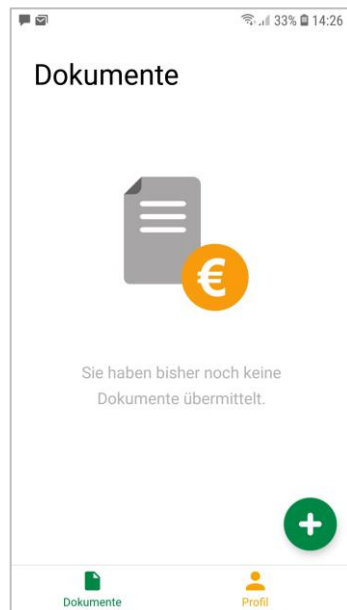 33% 14:26
Dokumente
€
Sie haben bisher noch keine
Dokumente übermittelt.
Dokumente
Profil